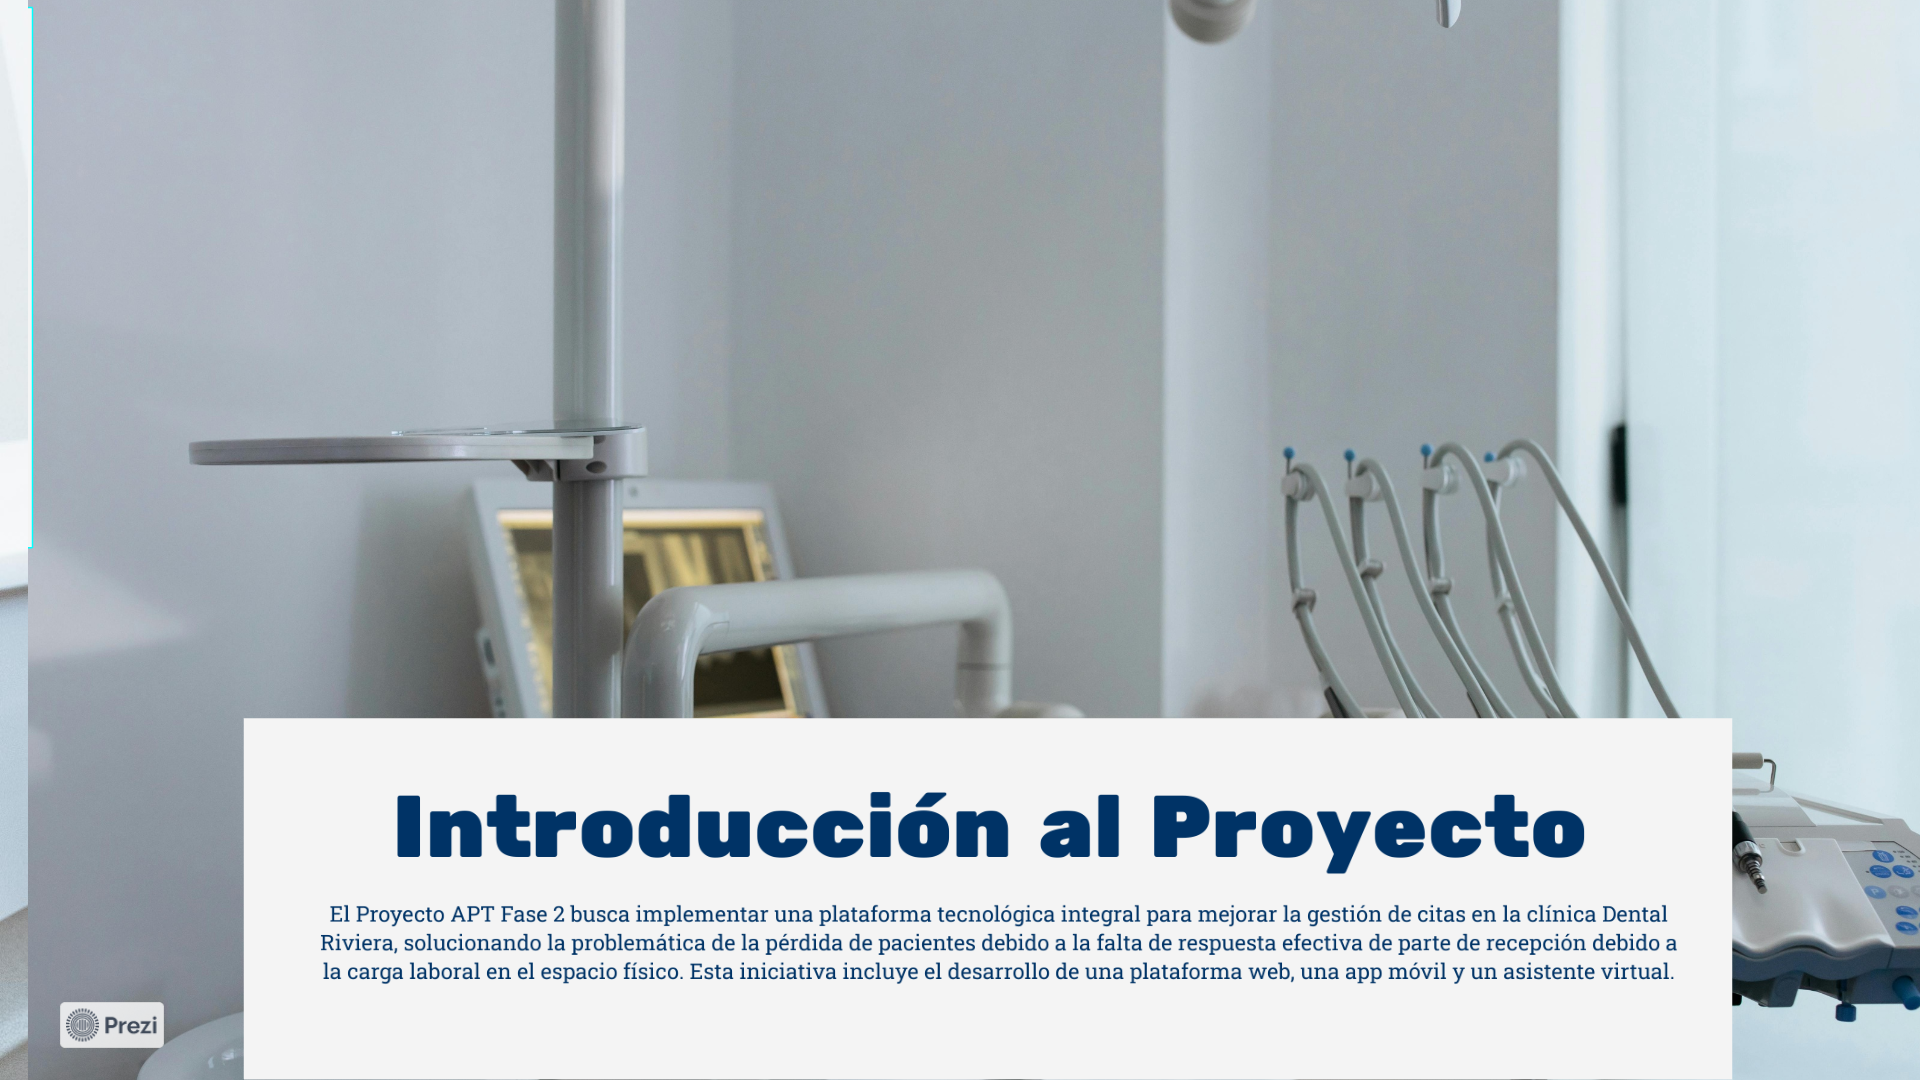 Introducción al Proyecto
El Proyecto APT Fase 2 busca implementar una plataforma tecnológica integral para mejorar la gestión de citas en la clínica Dental
Riviera, solucionando la problemática de la pérdida de pacientes debido a la falta de respuesta efectiva de parte de recepción debido a
la carga laboral en el espacio físico. Esta iniciativa incluye el desarrollo de una plataforma web, una app móvil y un asistente virtual.
Prezi